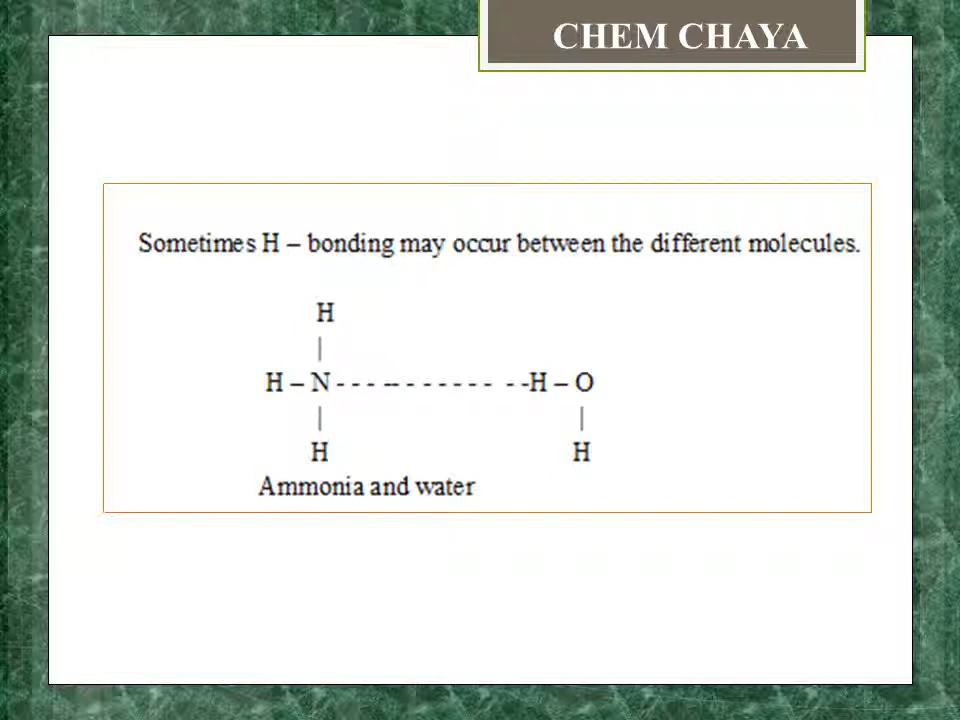 CHEM CHAYA
Sometimes H – bonding may occur between the different molecules.
H
|
H – N - - - -- - - - - - - - - -H – O
| |
H H
Ammonia and water